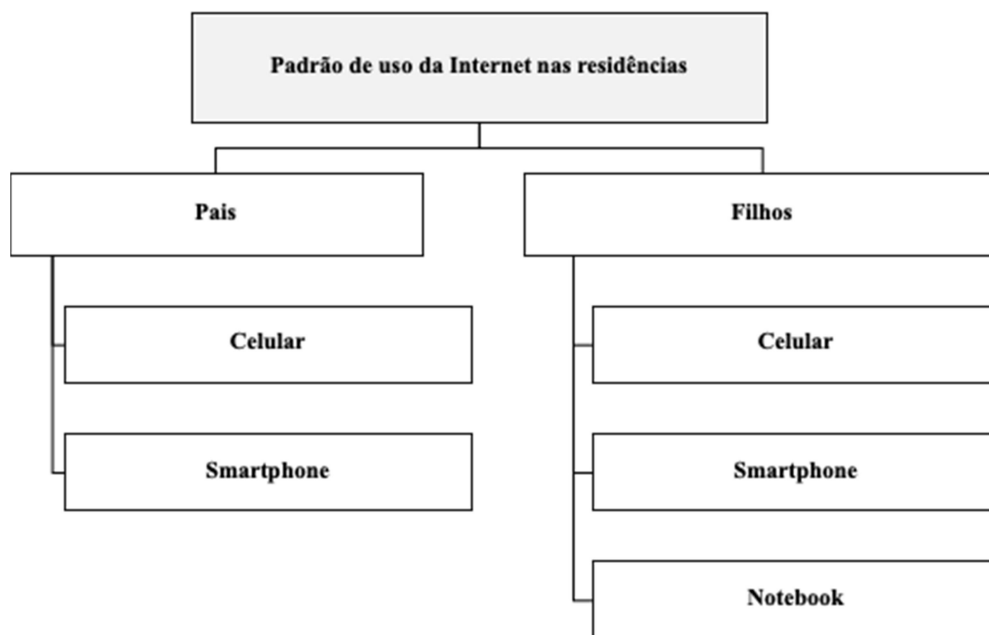 Padrão de uso da Internet nas residências
Pais
Filhos
Celular
Celular
Smartphone
Smartphone
Notebook